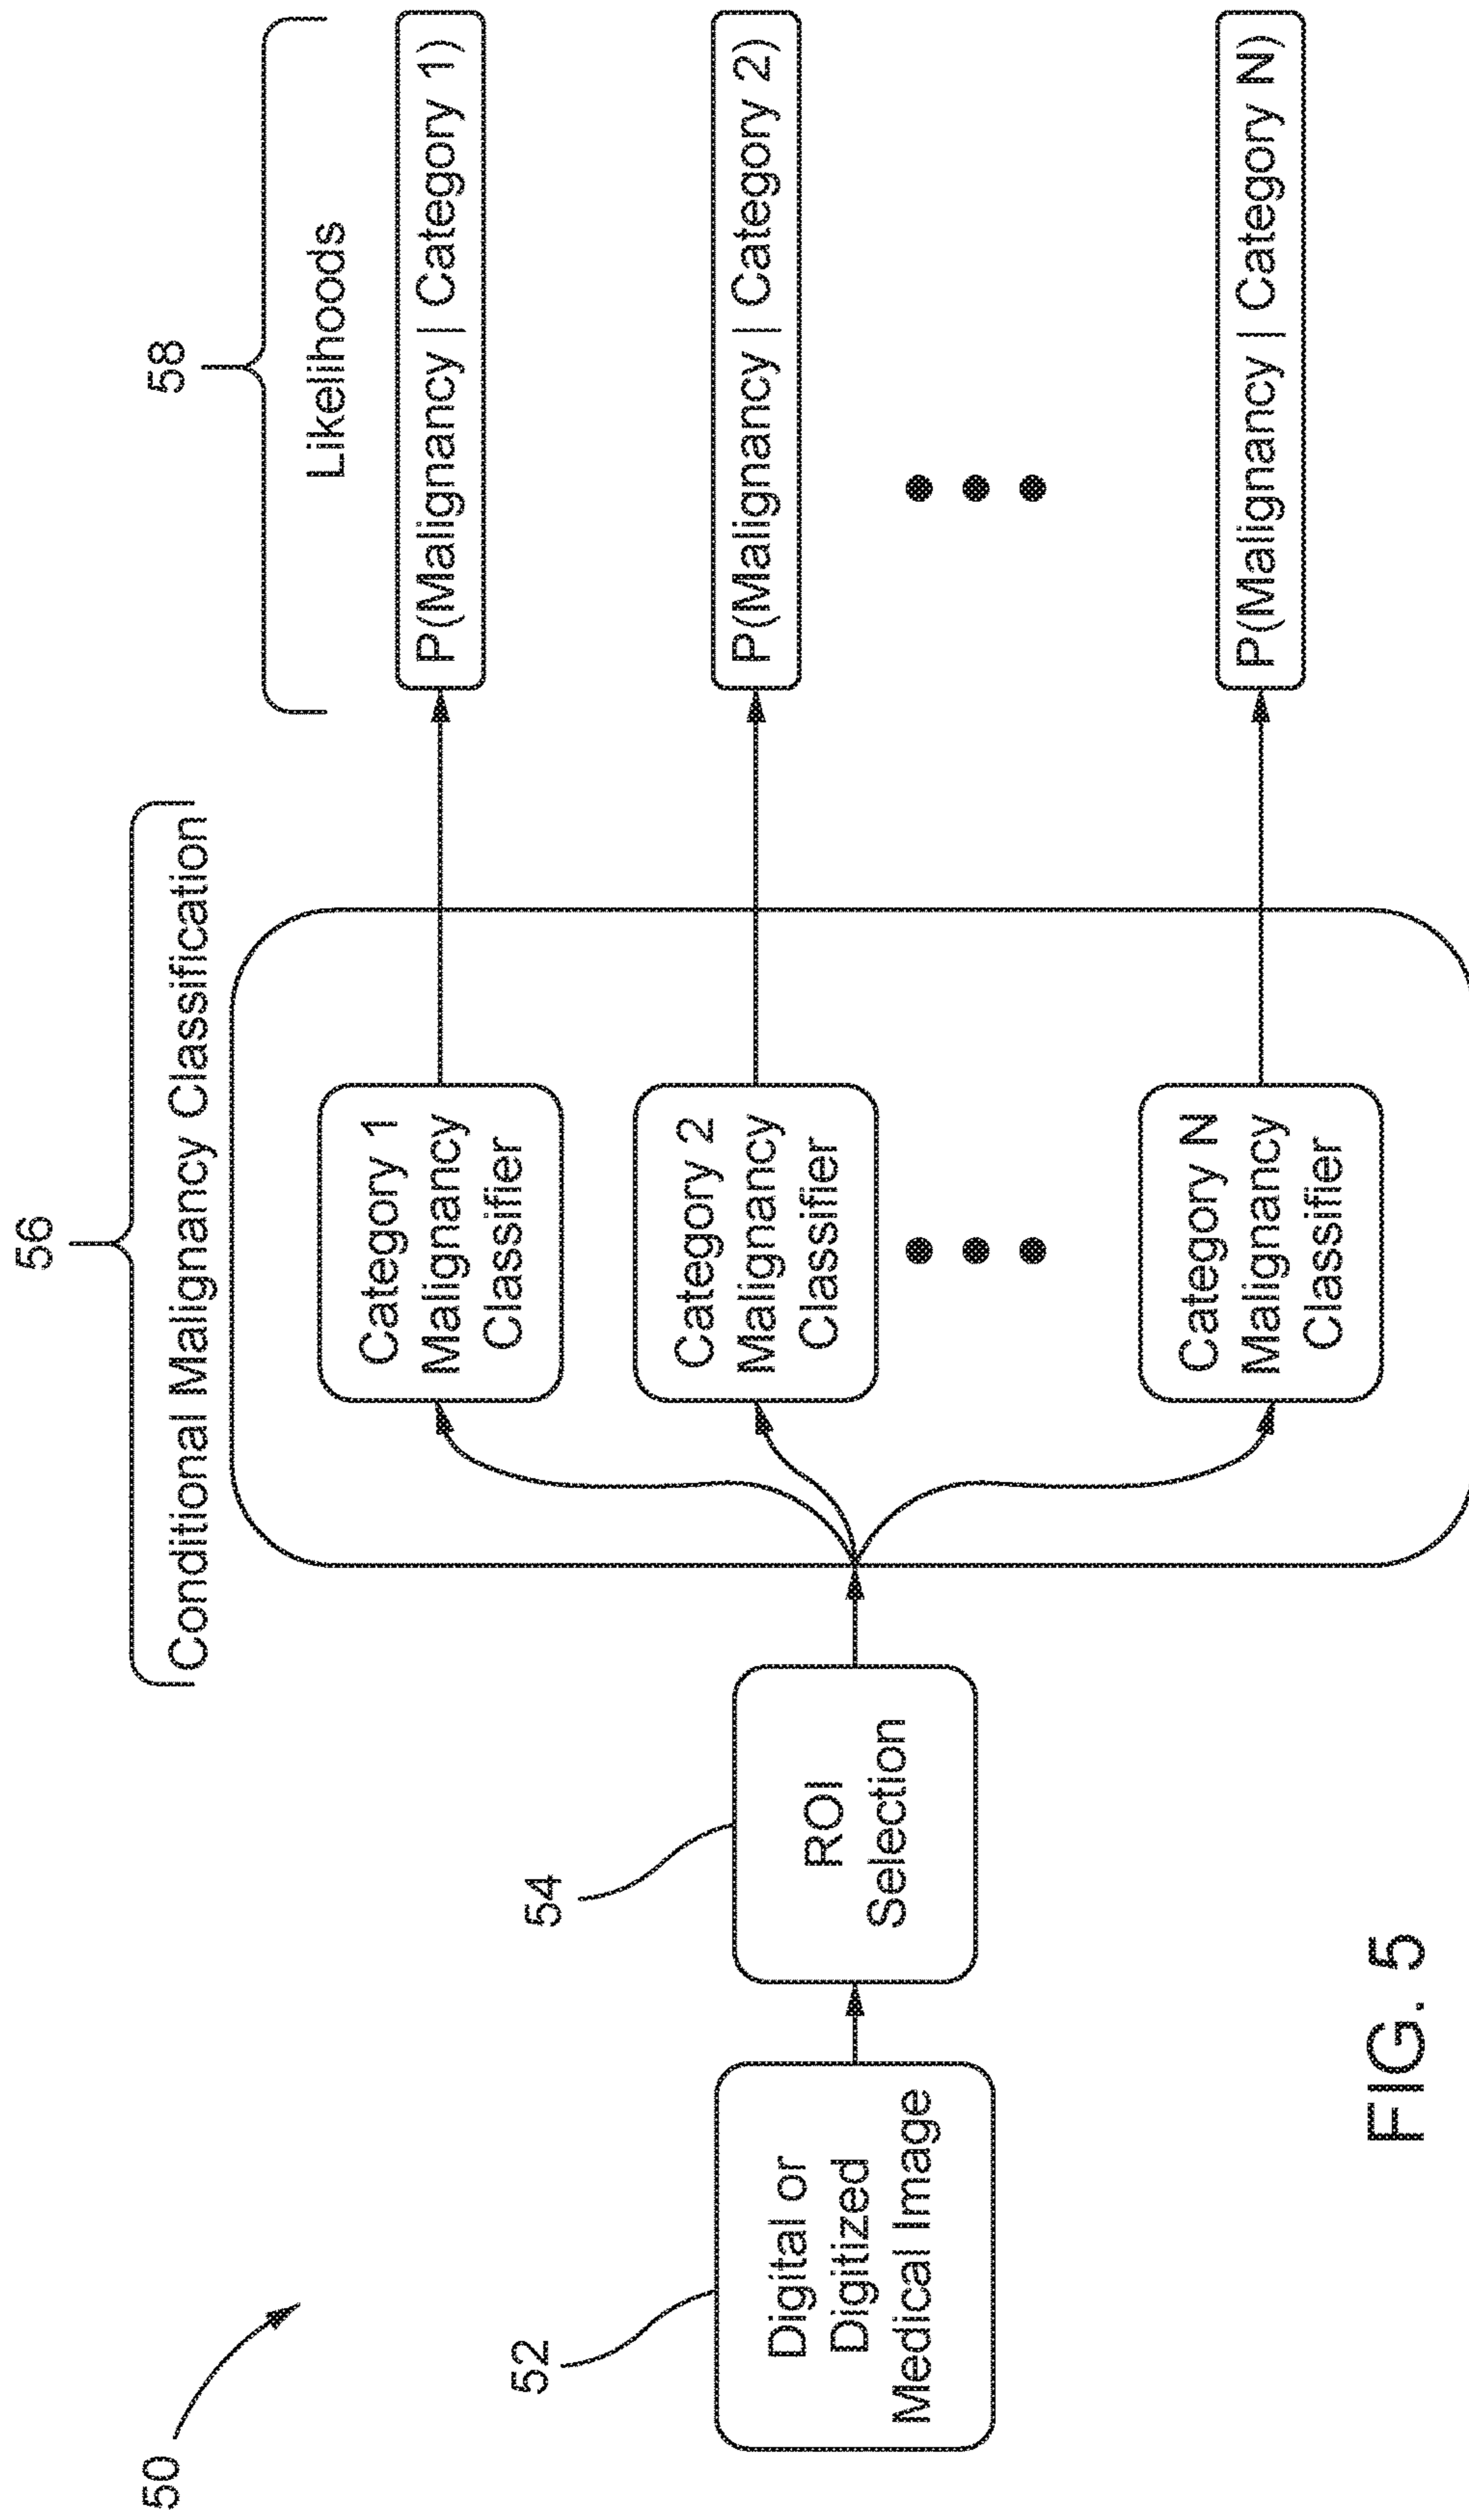 50
52
Digital or
Digitized
Medical Image
54
ROI
Selection
56
Conditional Malignancy Classification
Category 1
Malignancy
Classifier
Category 2
Malignancy
Classifier
Category N
Malignancy
Classifier
58
Likelihoods
P(Malignancy | Category 1)
P(Malignancy | Category 2)
P(Malignancy | Category N)
FIG. 5